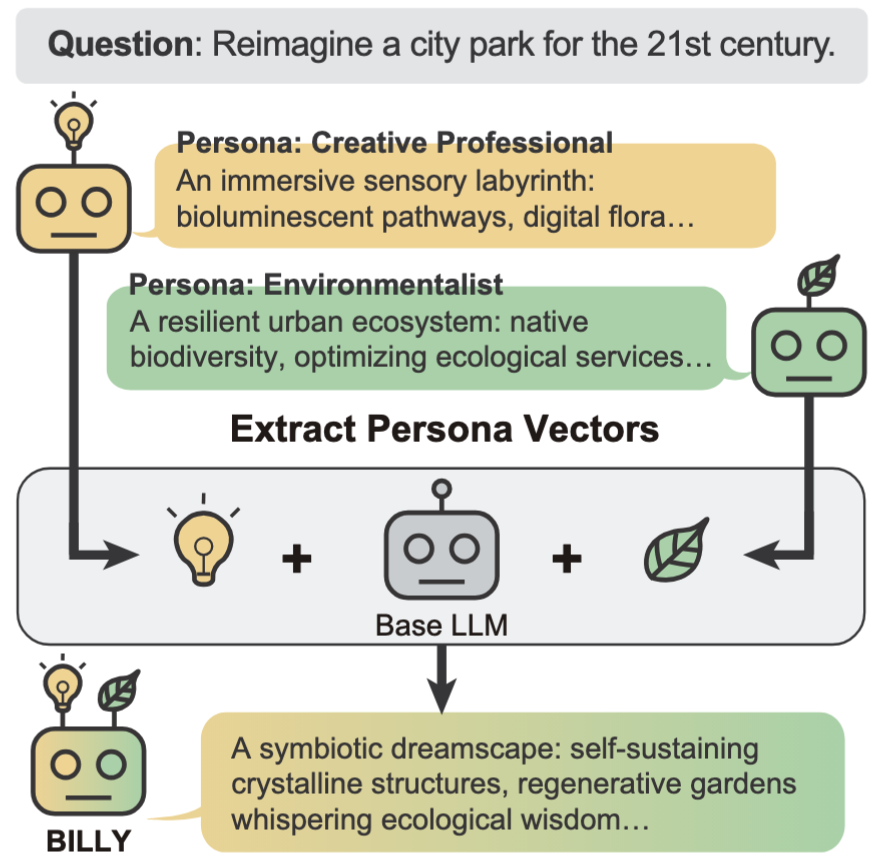 Question: Reimagine a city park for the 21st century.
Persona: Creative Professional
An immersive sensory labyrinth:
bioluminescent pathways, digital flora…
Persona: Environmentalist
A resilient urban ecosystem: native
biodiversity, optimizing ecological services…
Extract Persona Vectors
+
+
Base LLM
A symbiotic dreamscape: self-sustaining
crystalline structures, regenerative gardens
whispering ecological wisdom…
BILLY